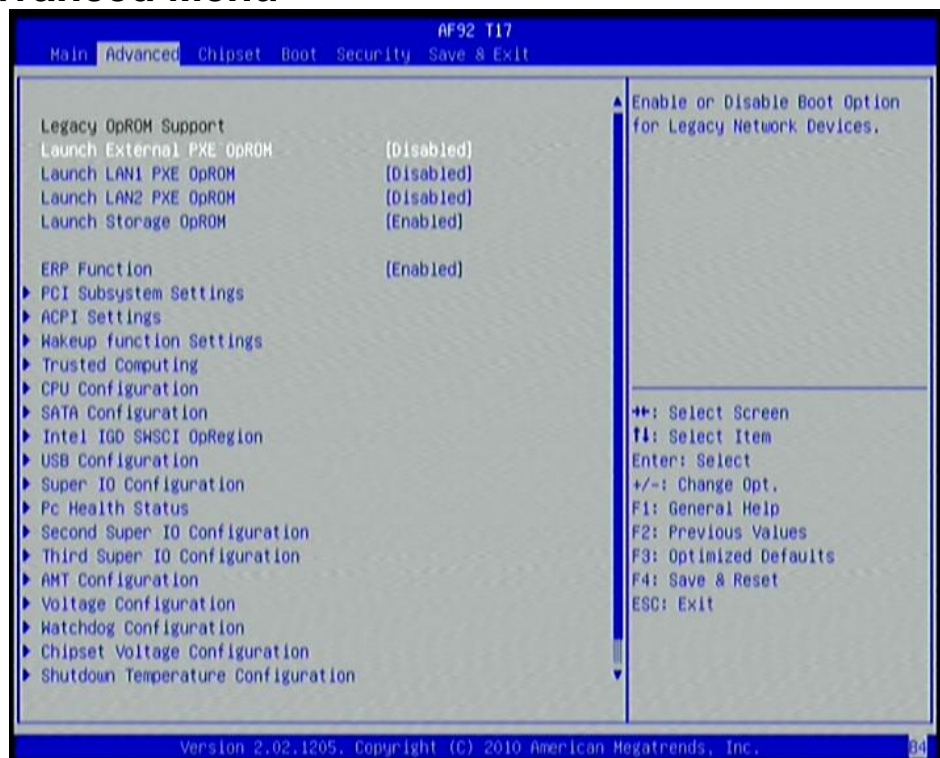 AF92 T17
Main Advanced Chipset Boot Security Save & Exit
Legacy OpROM Support
Launch External PXE OpROM [Disabled]
Launch LAN1 PXE OpROM [Disabled]
Launch LAN2 PXE OpROM [Disabled]
Launch Storage OpROM [Enabled]
ERP Function [Enabled]
PCI Subsystem Settings
ACPI Settings
Wakeup function Settings
Trusted Computing
CPU Configuration
SATA Configuration
Intel IGD SWSCI OpRegion
USB Configuration
Super IO Configuration
Pc Health Status
Second Super IO Configuration
Third Super IO Configuration
AMT Configuration
Voltage Configuration
Watchdog Configuration
Chipset Voltage Configuration
Shutdown Temperature Configuration
Enable or Disable Boot Option
for Legacy Network Devices.
→←: Select Screen
↑↓: Select Item
Enter: Select
+/-: Change Opt.
F1: General Help
F2: Previous Values
F3: Optimized Defaults
F4: Save & Reset
ESC: Exit
Version 2.02.1205. Copyright (C) 2010 American Megatrends, Inc.
B4